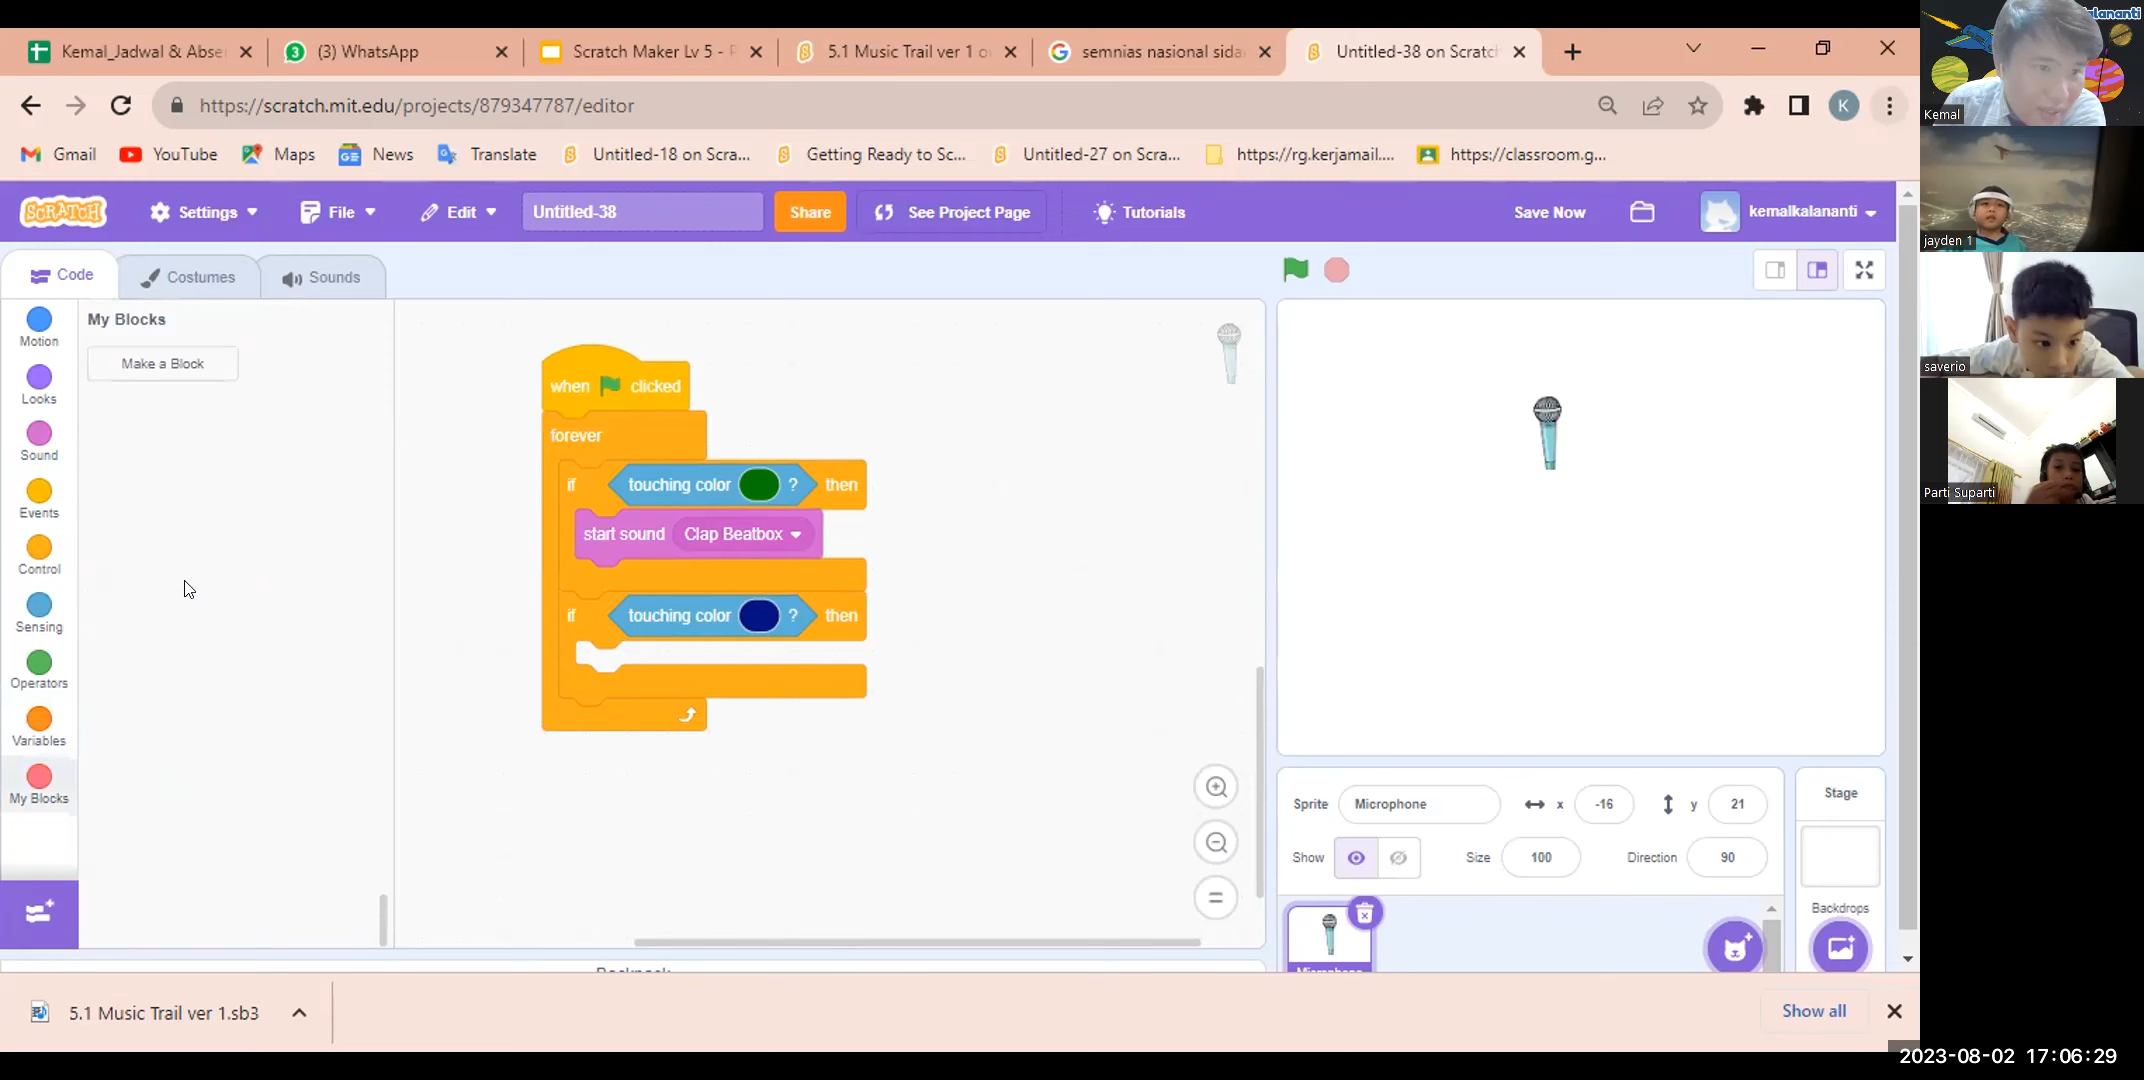 Kemal_Jadwal & Abse
(3) WhatsApp
Scratch Maker Lv 5 -
5.1 Music Trail ver 1 o
semnias nasional sida
Untitled-38 on Scratch
https://scratch.mit.edu/projects/879347787/editor
K
Gmail
YouTube
Maps
News
Translate
Untitled-18 on Scra...
Getting Ready to Sc...
Untitled-27 on Scra...
https://rg.kerjamail....
https://classroom.g...
SCRATCH
Settings
File
Edit
Untitled-38
Share
See Project Page
Tutorials
Save Now
kemalkalananti
Code
Costumes
Sounds
Motion
Looks
Sound
Events
Control
Sensing
Operators
Variables
My Blocks
My Blocks
Make a Block
when clicked
forever
if touching color ? then
start sound Clap Beatbox
if touching color ? then
Sprite Microphone x -16 y 21
Show Size 100 Direction 90
Microphone
Stage
Backdrops
Backpack
5.1 Music Trail ver 1.sb3
Show all
Kemal
jayden 1
saverio
Parti Suparti
2023-08-02 17:06:29